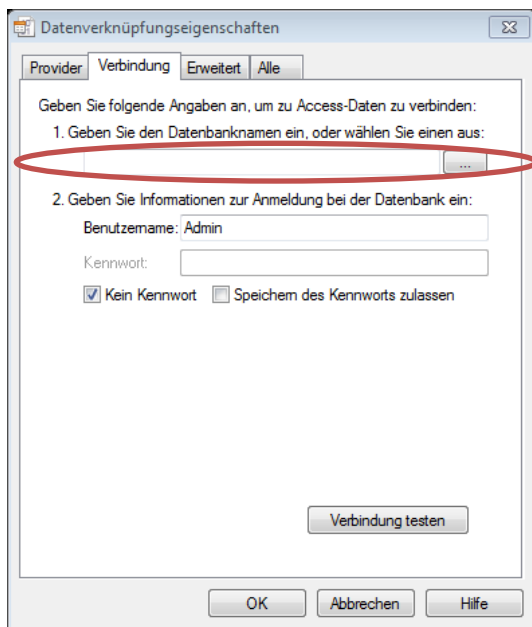 Datenverknüpfungseigenschaften
Provider Verbindung Erweitert Alle
Geben Sie folgende Angaben an, um zu Access-Daten zu verbinden:
1. Geben Sie den Datenbanknamen ein, oder wählen Sie einen aus:
...
2. Geben Sie Informationen zur Anmeldung bei der Datenbank ein:
Benutzername: Admin
Kennwort:
Kein Kennwort Speichern des Kennworts zulassen
Verbindung testen
OK Abbrechen Hilfe